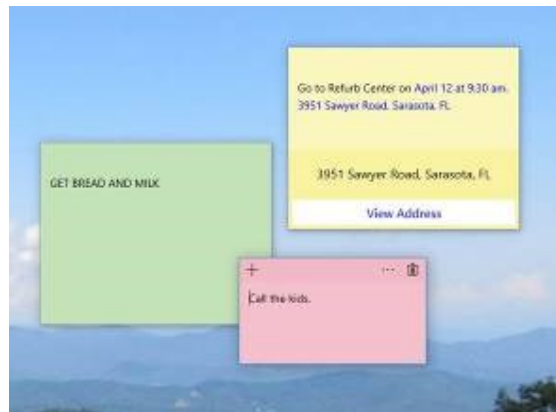 Go to Refurb Center on April 12 at 9:30 am.
3951 Sawyer Road, Sarasota, FL
3951 Sawyer Road, Sarasota, FL
View Address
GET BREAD AND MILK
Call the kids.